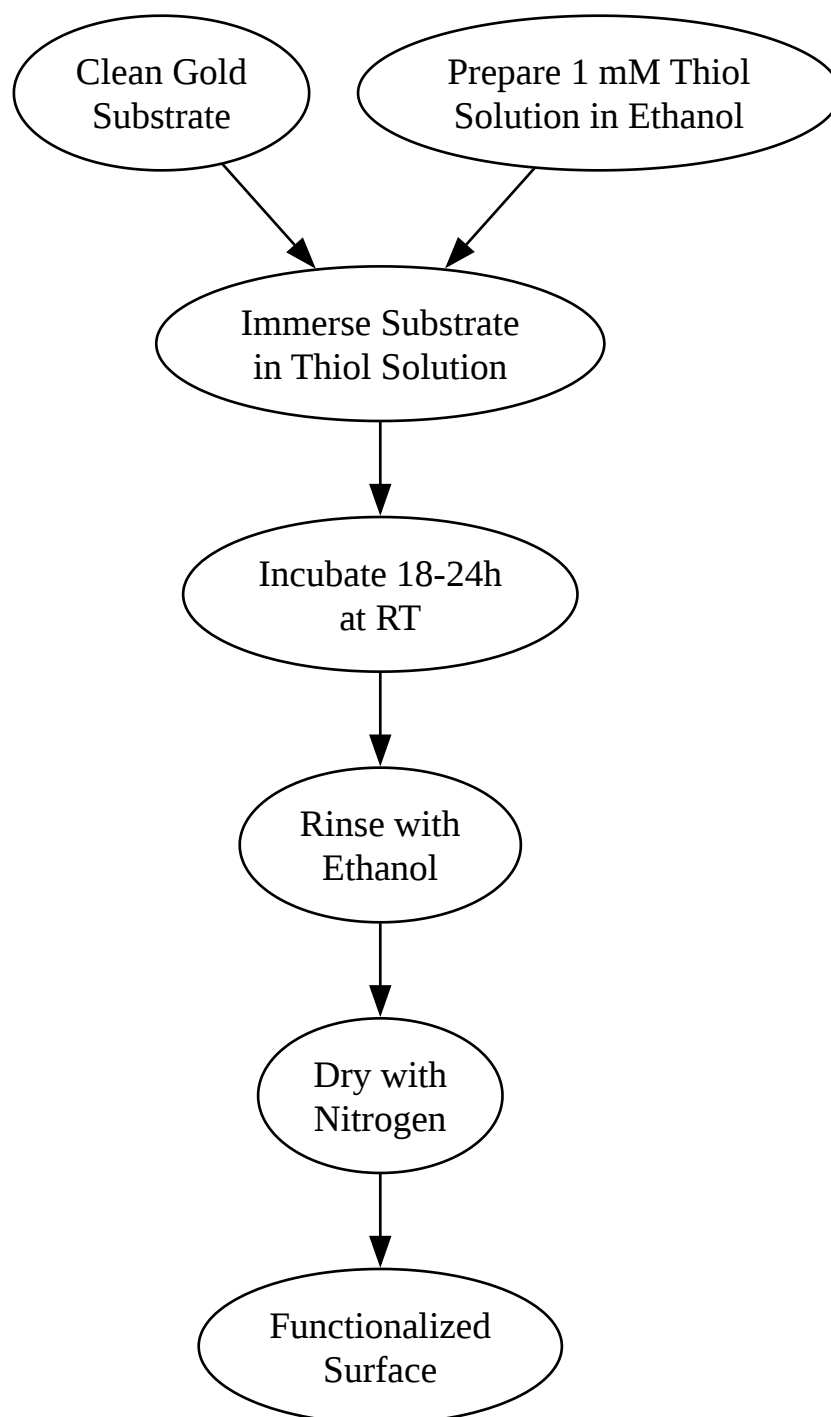 Clean Gold
Substrate
Prepare 1 mM Thiol
Solution in Ethanol
Immerse Substrate
in Thiol Solution
Incubate 18-24h
at RT
Rinse with
Ethanol
Dry with
Nitrogen
Functionalized
Surface